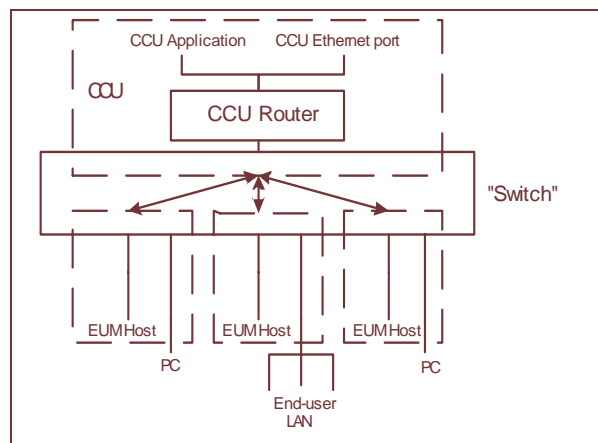 CCU Application CCU Ethernet port
CCU
CCU Router
"Switch"
EUM Host EUM Host EUM Host
PC PC
End-user
LAN